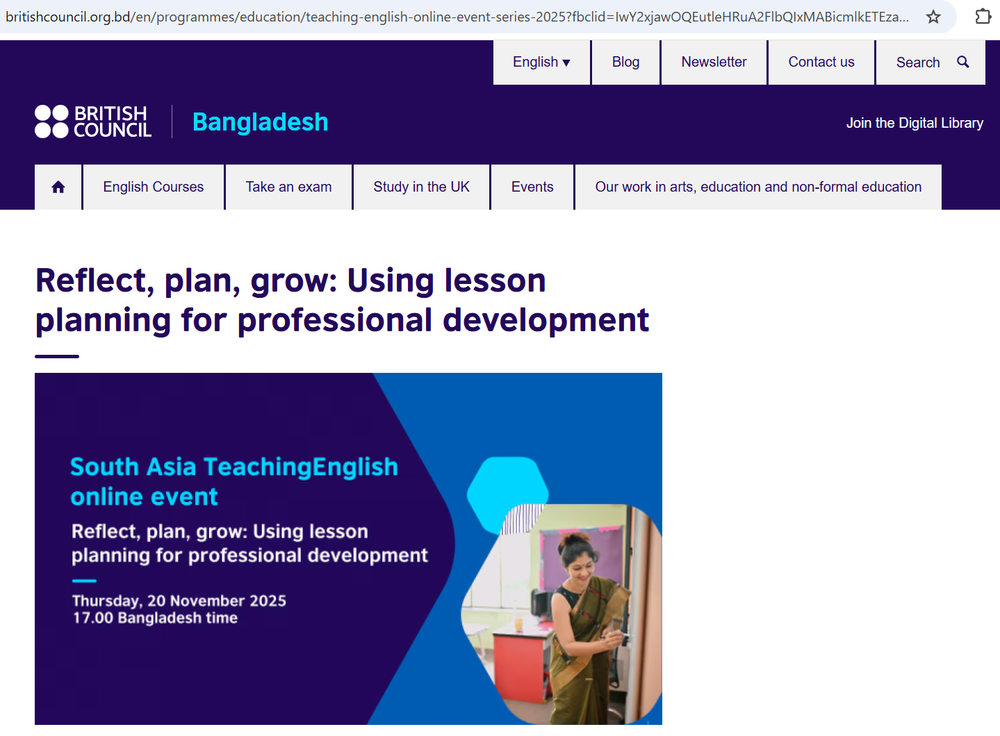 britishcouncil.org.bd/en/programmes/education/teaching-english-online-event-series-2025?fbclid=IwY2xjawOQEutleHRuA2FlbQIxMABicmlkETEza...
English ▾ Blog Newsletter Contact us Search
BRITISH
COUNCIL
Bangladesh
Join the Digital Library
English Courses Take an exam Study in the UK Events Our work in arts, education and non-formal education
Reflect, plan, grow: Using lesson
planning for professional development
South Asia TeachingEnglish
online event
Reflect, plan, grow: Using lesson
planning for professional development
Thursday, 20 November 2025
17.00 Bangladesh time